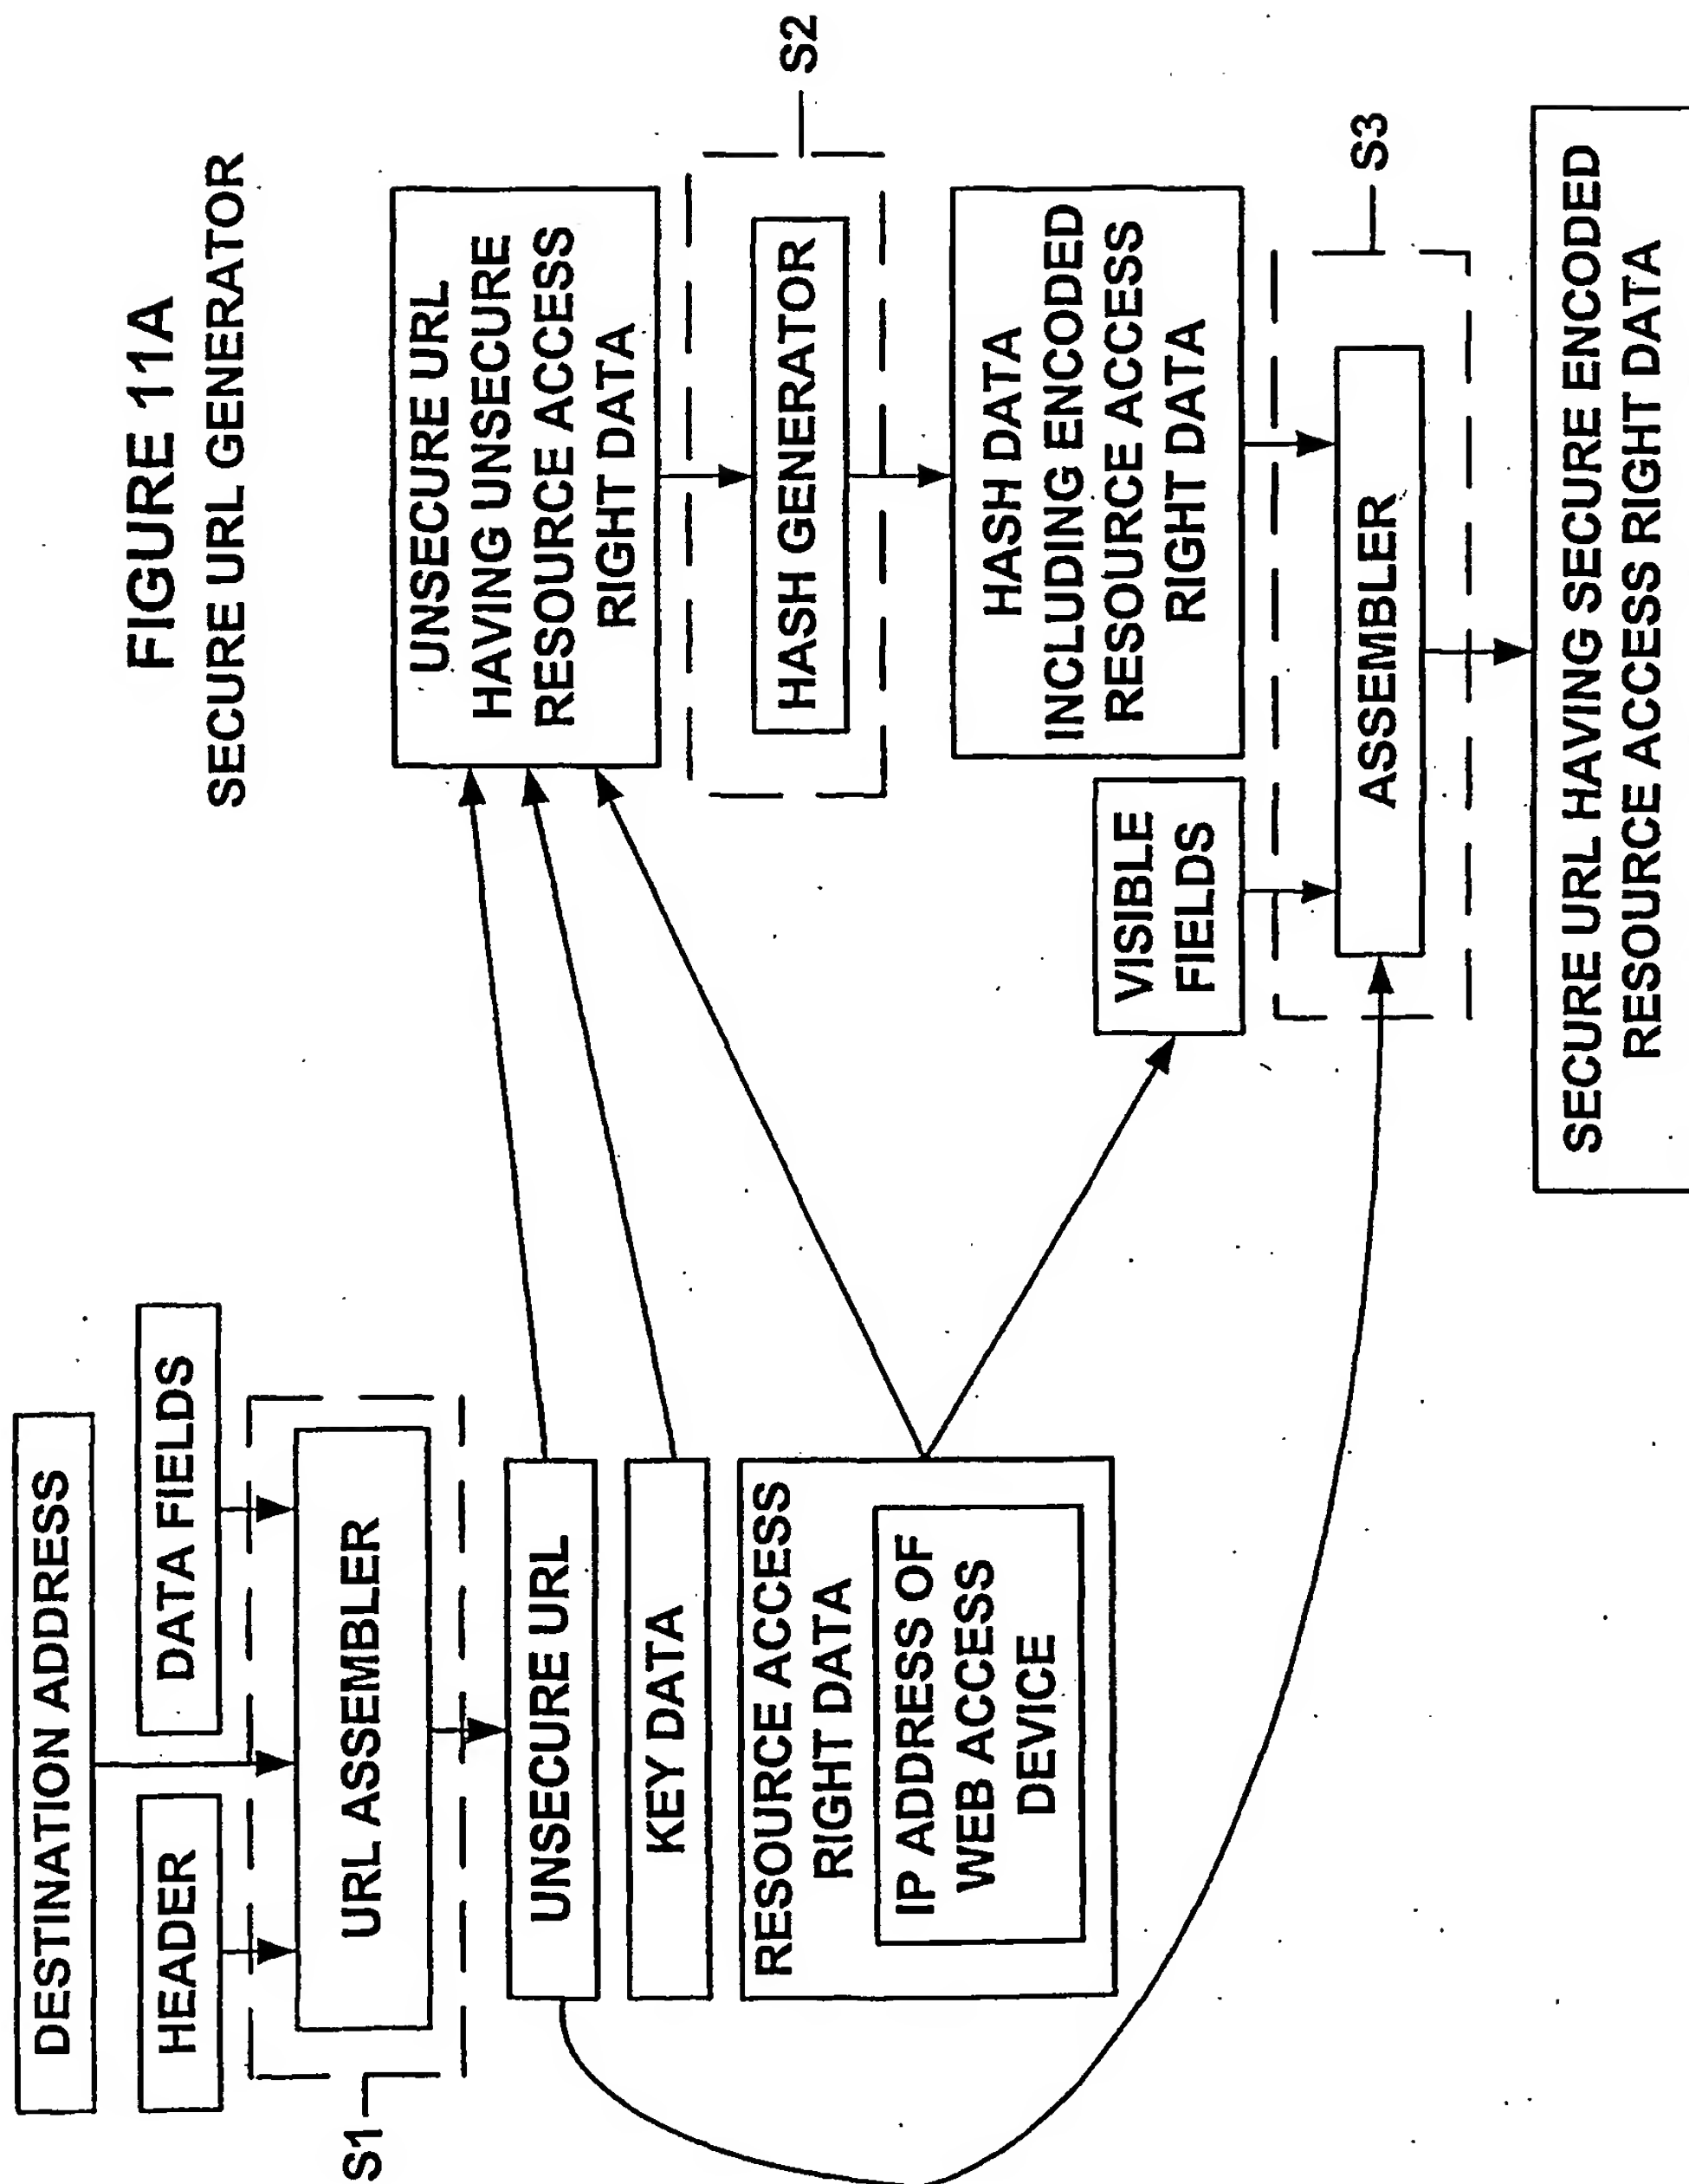 FIGURE 11A
SECURE URL GENERATOR
DESTINATION ADDRESS
HEADER
DATA FIELDS
S1
URL ASSEMBLER
UNSECURE URL
KEY DATA
RESOURCE ACCESS
RIGHT DATA
IP ADDRESS OF
WEB ACCESS
DEVICE
UNSECURE URL
HAVING UNSECURE
RESOURCE ACCESS
RIGHT DATA
S2
HASH GENERATOR
HASH DATA
INCLUDING ENCODED
RESOURCE ACCESS
RIGHT DATA
VISIBLE
FIELDS
S3
ASSEMBLER
SECURE URL HAVING SECURE ENCODED
RESOURCE ACCESS RIGHT DATA